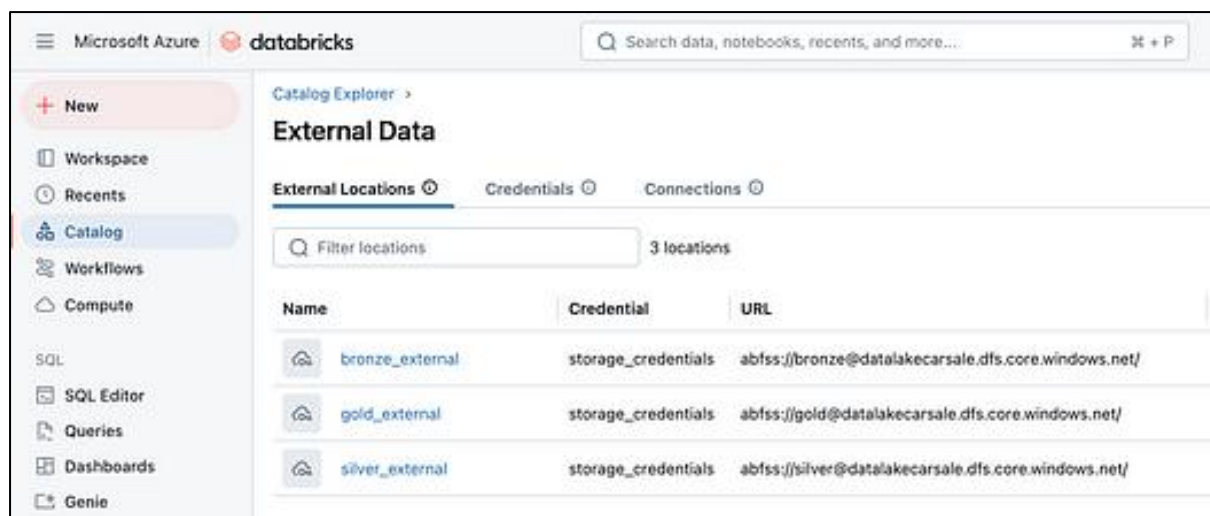 Microsoft Azure databricks Search data, notebooks, recents, and more... ⌘ + P
+ New
Workspace
Recents
Catalog
Workflows
Compute
SQL
SQL Editor
Queries
Dashboards
Genie
Catalog Explorer >
External Data
External Locations Credentials Connections
Filter locations 3 locations
Name Credential URL
bronze_external storage_credentials abfss://bronze@datalakecarsale.dfs.core.windows.net/
gold_external storage_credentials abfss://gold@datalakecarsale.dfs.core.windows.net/
silver_external storage_credentials abfss://silver@datalakecarsale.dfs.core.windows.net/